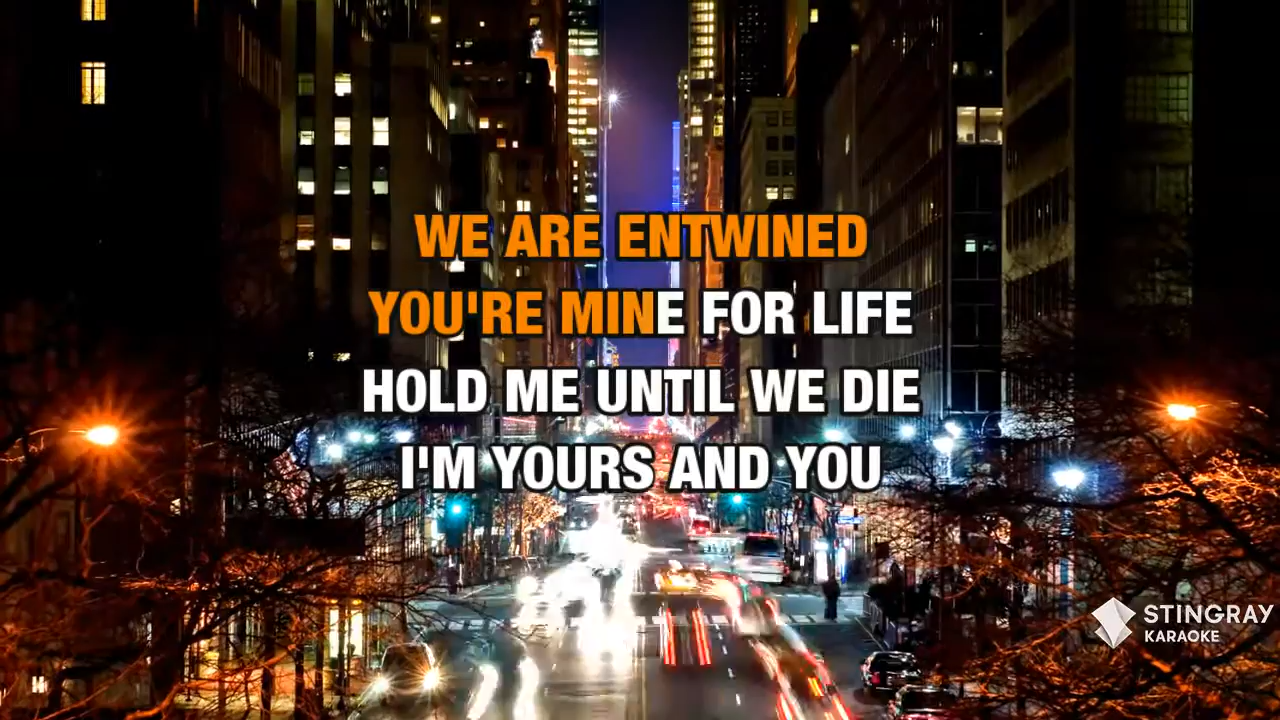 WE ARE ENTWINED
YOU'RE MINE FOR LIFE
HOLD ME UNTIL WE DIE
I'M YOURS AND YOU
STINGRAY
KARAOKE